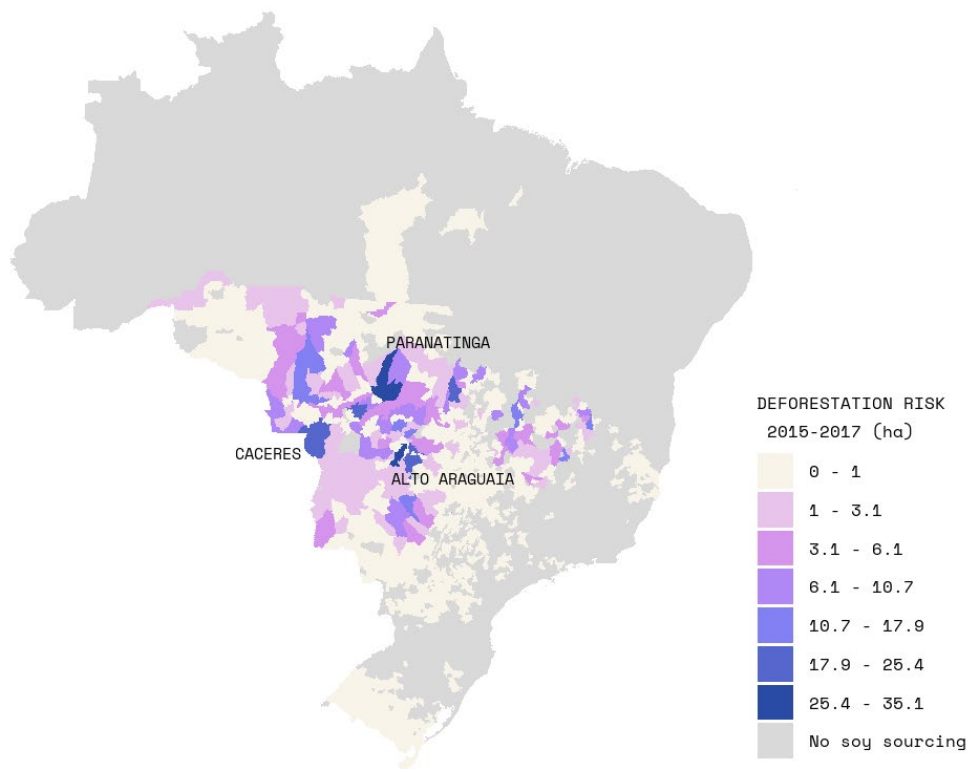 PARANATINGA
CACERES
ALTO ARAGUAIA
DEFORESTATION RISK
2015-2017 (ha)
0 - 1
1 - 3.1
3.1 - 6.1
6.1 - 10.7
10.7 - 17.9
17.9 - 25.4
25.4 - 35.1
No soy sourcing